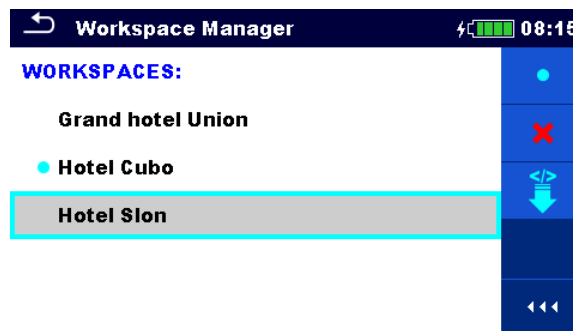 Workspace Manager 08:15
WORKSPACES:
Grand hotel Union
Hotel Cubo
Hotel Slon
</>